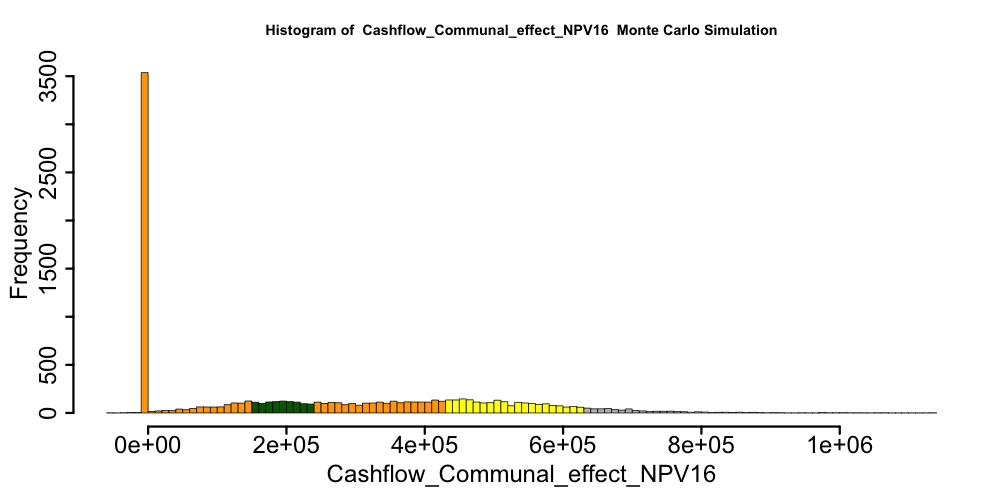 Histogram of  Cashflow_Communal_effect_NPV16  Monte Carlo Simulation
3500
2500
1500
500
0
Frequency
0e+00 2e+05 4e+05 6e+05 8e+05 1e+06
Cashflow_Communal_effect_NPV16